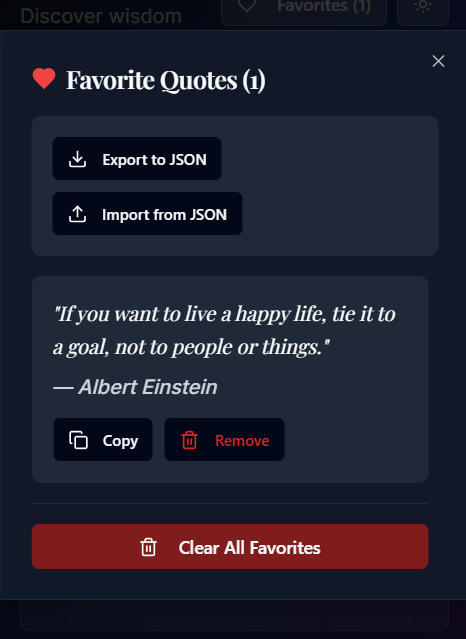 Discover wisdom
Favorites (1)
Favorite Quotes (1)
Export to JSON
Import from JSON
"If you want to live a happy life, tie it to
a goal, not to people or things."
— Albert Einstein
Copy
Remove
Clear All Favorites